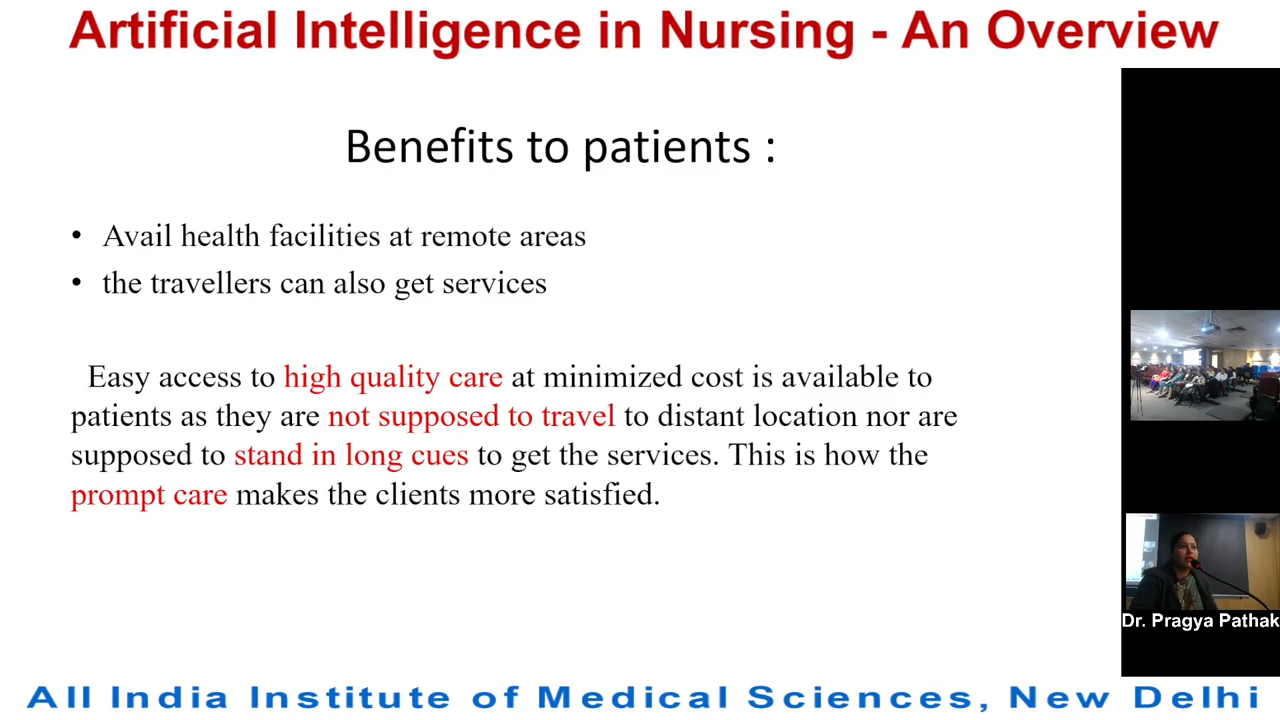 Artificial Intelligence in Nursing - An Overview
Benefits to patients :
• Avail health facilities at remote areas
• the travellers can also get services
Easy access to high quality care at minimized cost is available to
patients as they are not supposed to travel to distant location nor are
supposed to stand in long cues to get the services. This is how the
prompt care makes the clients more satisfied.
Dr. Pragya Pathak
All India Institute of Medical Sciences, New Delhi